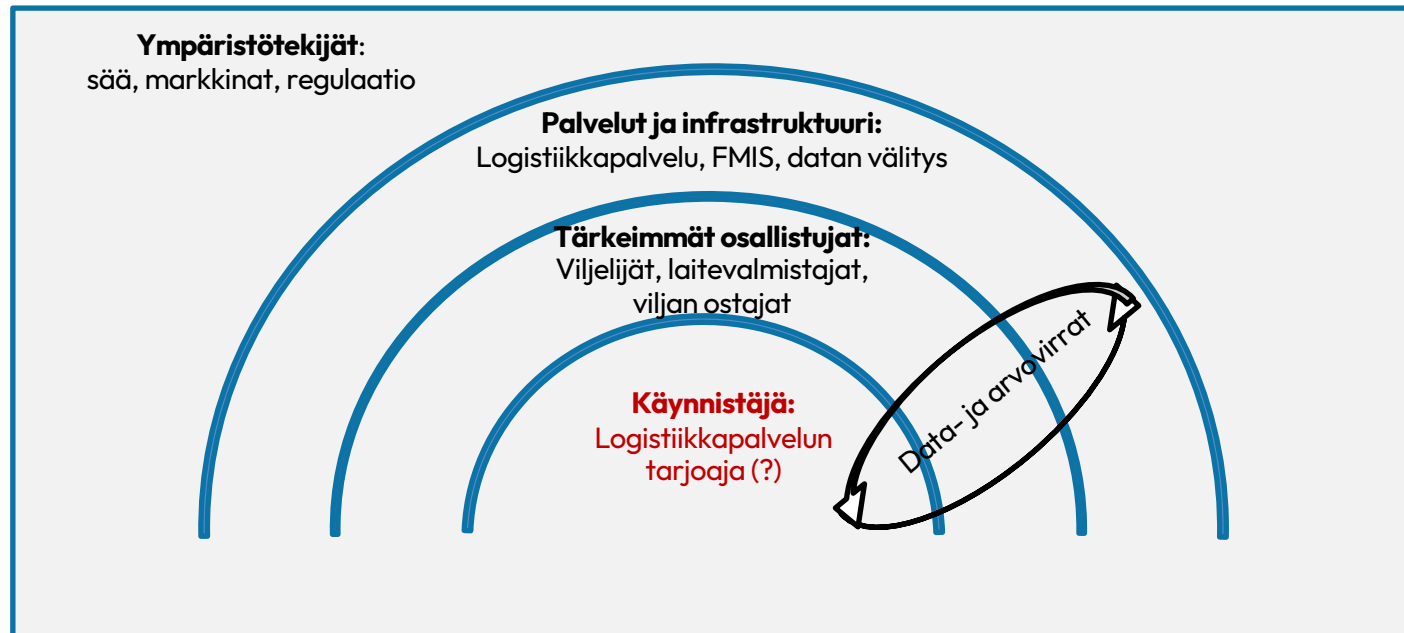 Ympäristötekijät:
sää, markkinat, regulaatio
Palvelut ja infrastruktuuri:
Logistiikkapalvelu, FMIS, datan välitys
Tärkeimmät osallistujat:
Viljelijät, laitevalmistajat,
viljan ostajat
Käynnistäjä:
Logistiikkapalvelun
tarjoaja (?)
Data- ja arvovirrat